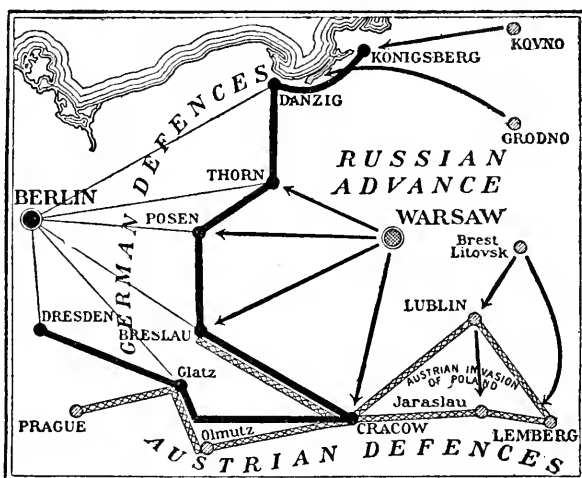 KOVNO
KÖNIGSBERG
DANZIG
GRODNO
GERMAN DEFENCES
RUSSIAN
ADVANCE
THORN
BERLIN
POSEN
WARSAW
Brest
Litovsk
DRESDEN
BRESLAU
LUBLIN
AUSTRIAN INVASION
OF POLAND
Glatz
Jaraslau
PRAGUE
Olmutz
CRACOW
LEMBERG
AUSTRIAN DEFENCES